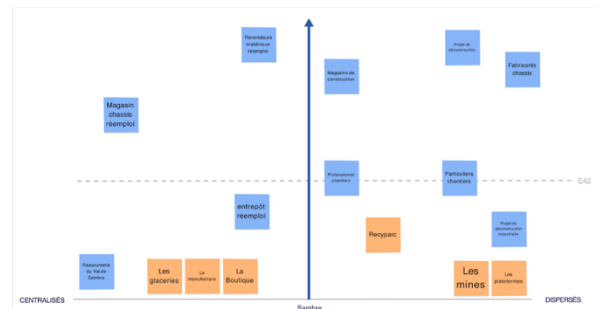 Revendeurs
matériaux
réemploi
Projet de
déconstruction
Magasins de
construction
Fabricants
chassis
Magasin
chassis
réemploi
Professionnel
chantiers
Particuliers
chantiers
E42
entrepôt
réemploi
Recyparc
Projet de
déconstruction
industrielle
Ressourcerie
du Val de
Sambre
Les
glaceries
La
manufacture
La
Boutique
Les
mines
Les
plateformes
CENTRALISÉS
Sambre
DISPERSÉS